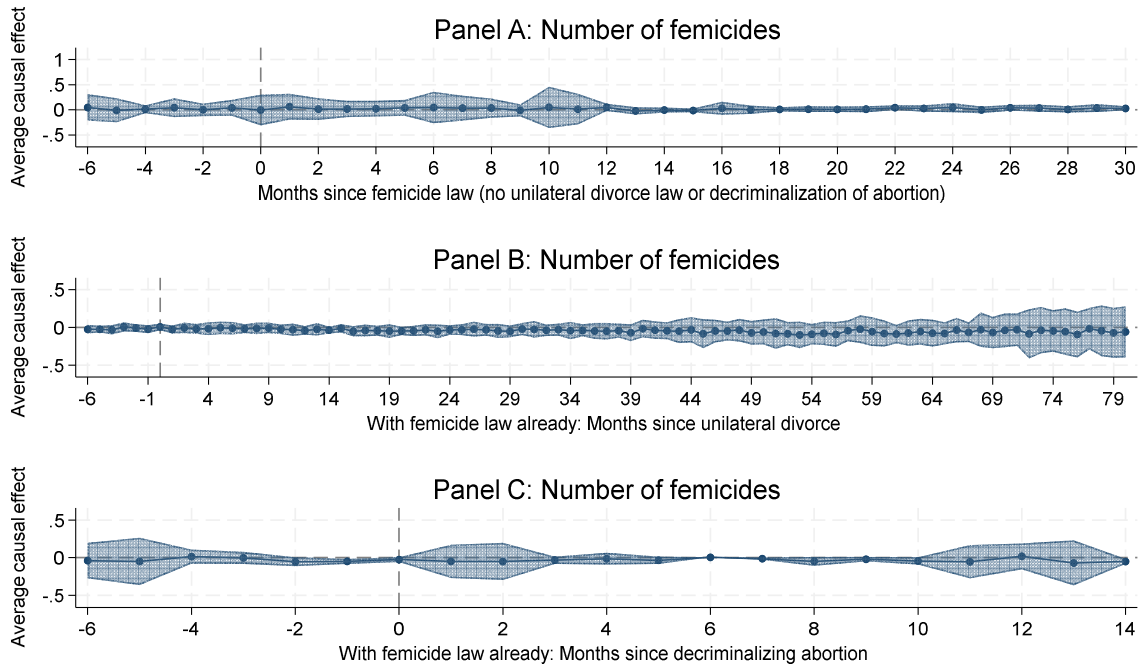 Panel A: Number of femicides
Average causal effect
1
.5
0
-.5
-6 -4 -2 0 2 4 6 8 10 12 14 16 18 20 22 24 26 28 30
Months since femicide law (no unilateral divorce law or decriminalization of abortion)
Panel B: Number of femicides
Average causal effect
.5
0
-.5
-6 -1 4 9 14 19 24 29 34 39 44 49 54 59 64 69 74 79
With femicide law already: Months since unilateral divorce
Panel C: Number of femicides
Average causal effect
.5
0
-.5
-6 -4 -2 0 2 4 6 8 10 12 14
With femicide law already: Months since decriminalizing abortion